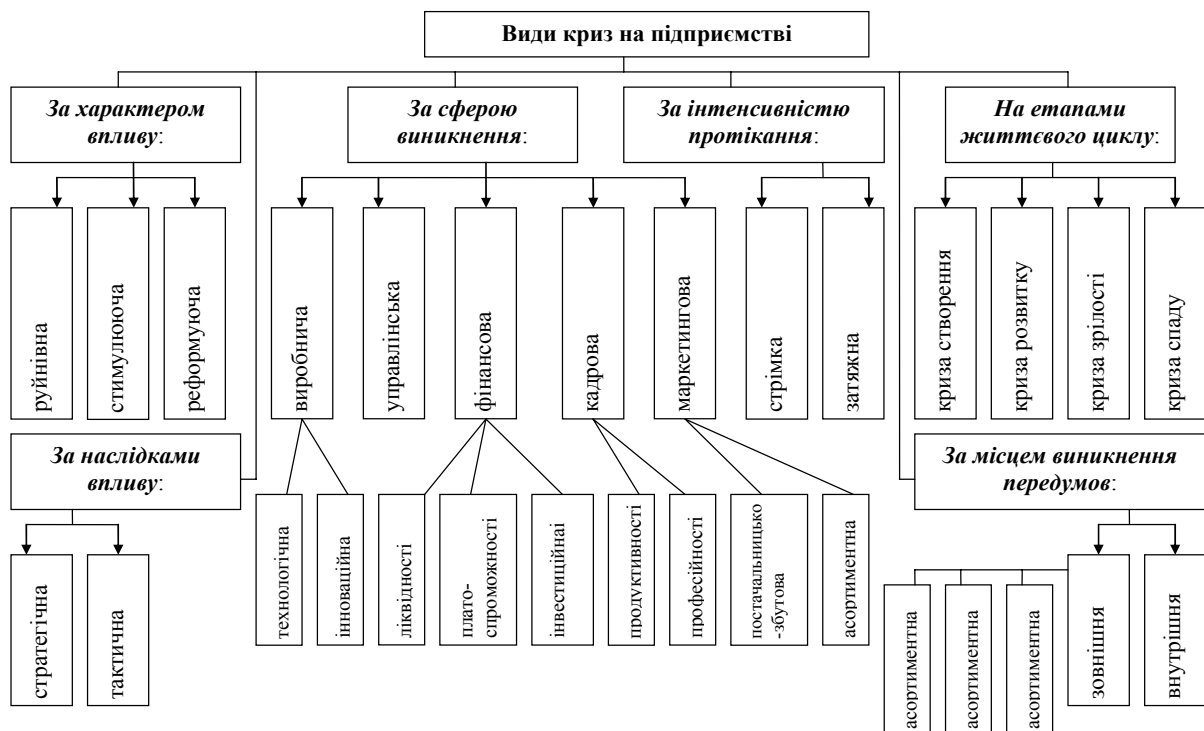 Види криз на підприємстві
За характером
впливу:
За сферою
виникнення:
За інтенсивністю
протікання:
На етапами
життєвого циклу:
руйнівна
стимулююча
реформуюча
виробнича
управлінська
фінансова
кадрова
маркетингова
стрімка
затяжна
криза створення
криза розвитку
криза зрілості
криза спаду
За наслідками
впливу:
За місцем виникнення
передумов:
технологічна
інноваційна
ліквідності
плато-
спроможності
інвестиційнаі
продуктивності
професійності
постачальницько
-збутова
асортиментна
стратегічна
тактична
асортиментна
асортиментна
асортиментна
зовнішня
внутрішня